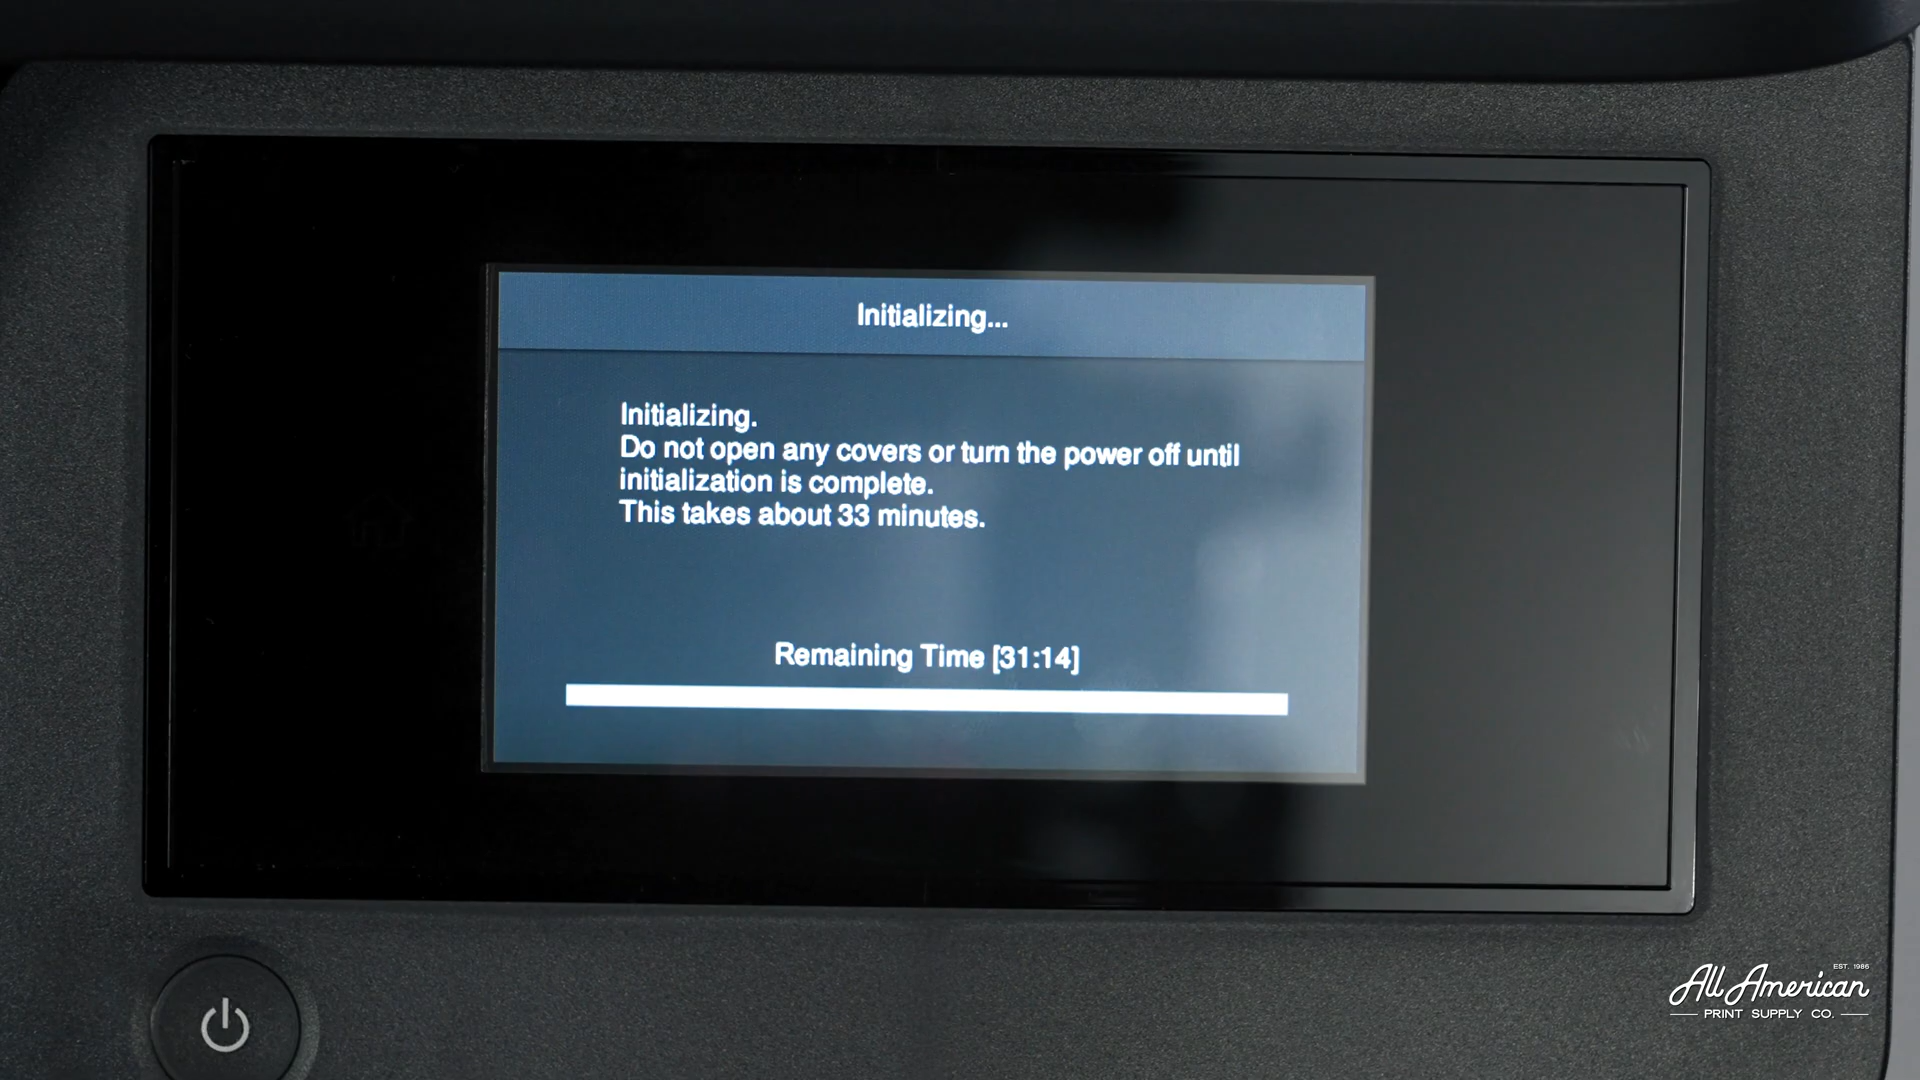 Initializing...
Initializing.
Do not open any covers or turn the power off until
initialization is complete.
This takes about 33 minutes.
Remaining Time [31:14]
EST. 1986
All American
PRINT SUPPLY CO.